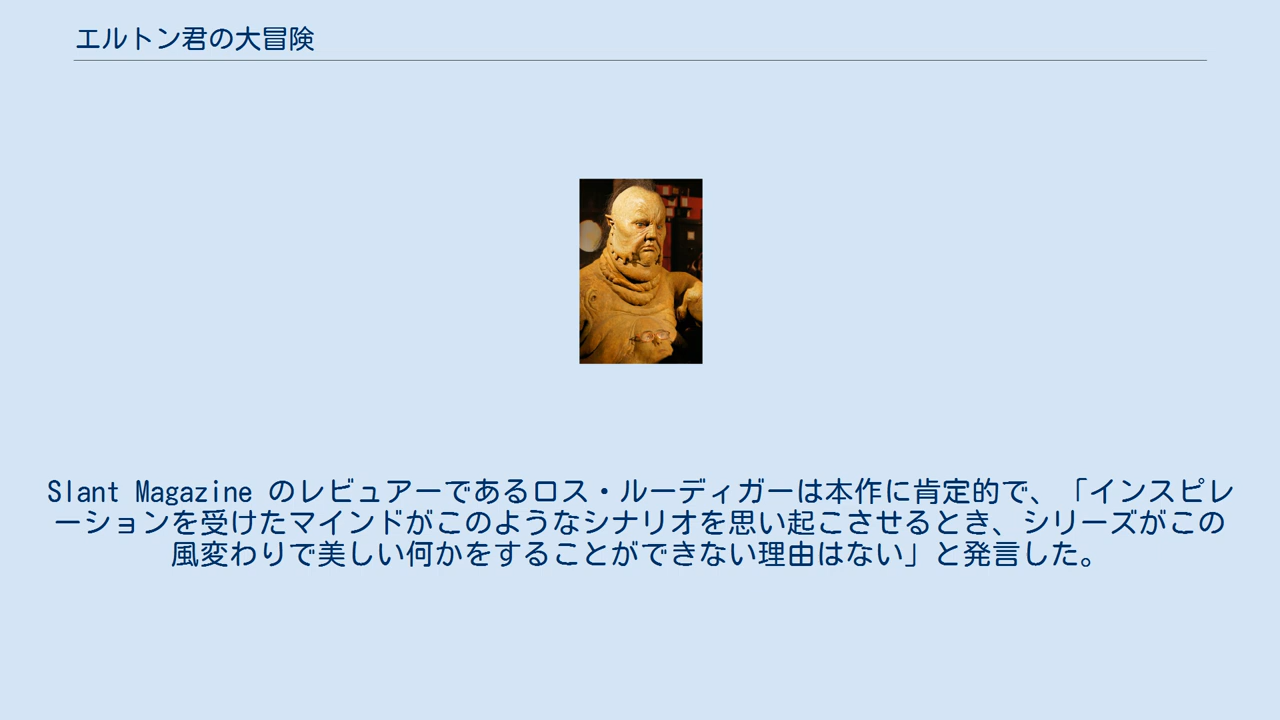 エルトン君の大冒険
Slant Magazine のレビュアーであるロス・ルーディガーは本作に肯定的で、「インスピレ
ーションを受けたマインドがこのようなシナリオを思い起こさせるとき、シリーズがこの
風変わりで美しい何かをすることができない理由はない」と発言した。